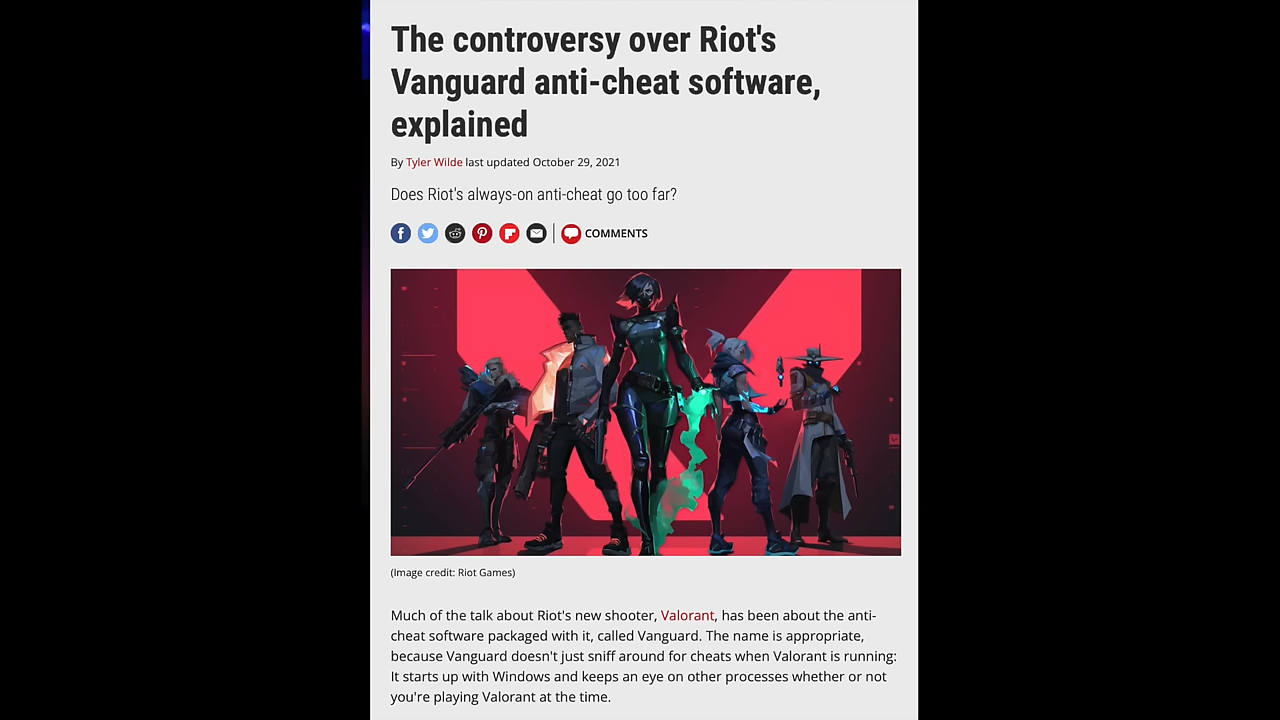 The controversy over Riot's
Vanguard anti-cheat software,
explained
By Tyler Wilde last updated October 29, 2021
Does Riot's always-on anti-cheat go too far?
COMMENTS
(Image credit: Riot Games)
Much of the talk about Riot's new shooter, Valorant, has been about the anti-
cheat software packaged with it, called Vanguard. The name is appropriate,
because Vanguard doesn't just sniff around for cheats when Valorant is running:
It starts up with Windows and keeps an eye on other processes whether or not
you're playing Valorant at the time.